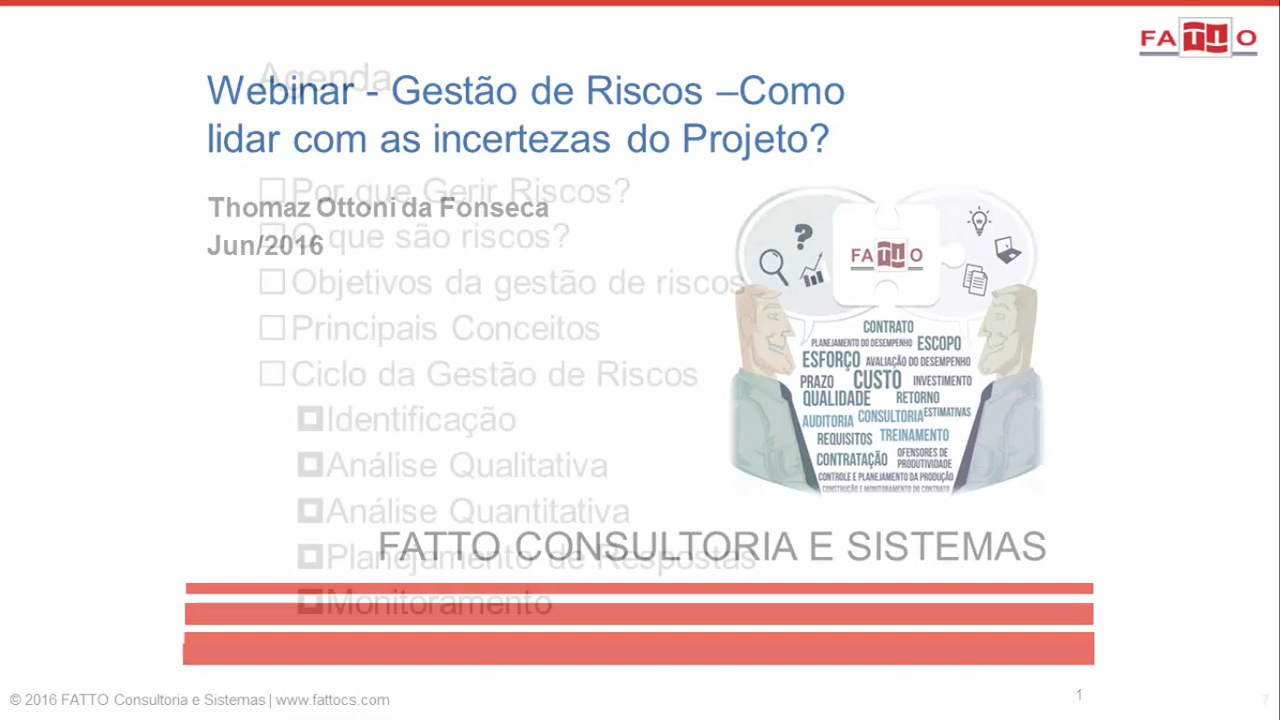 FATTO
Agenda
Webinar - Gestão de Riscos –Como
lidar com as incertezas do Projeto?
Por que Gerir Riscos?
Thomaz Ottoni da Fonseca
O que são riscos?
Jun/2016
Objetivos da gestão de riscos
Principais Conceitos
Ciclo da Gestão de Riscos
Identificação
Análise Qualitativa
Análise Quantitativa
Planejamento de Respostas
Monitoramento
?
FATTO
CONTRATO
PLANEJAMENTO DO DESEMPENHO ESCOPO
ESFORÇO AVALIAÇÃO DO DESEMPENHO
PRAZO CUSTO INVESTIMENTO
QUALIDADE RETORNO
AUDITORIA CONSULTORIA ESTIMATIVAS
REQUISITOS TREINAMENTO
CONTRATAÇÃO OFENSORES DE
PRODUTIVIDADE
CONTROLE E PLANEJAMENTO DA PRODUÇÃO
CONSTRUÇÃO E MONITORAMENTO DO CONTRATO
FATTO CONSULTORIA E SISTEMAS
© 2016 FATTO Consultoria e Sistemas | www.fattocs.com
1
7